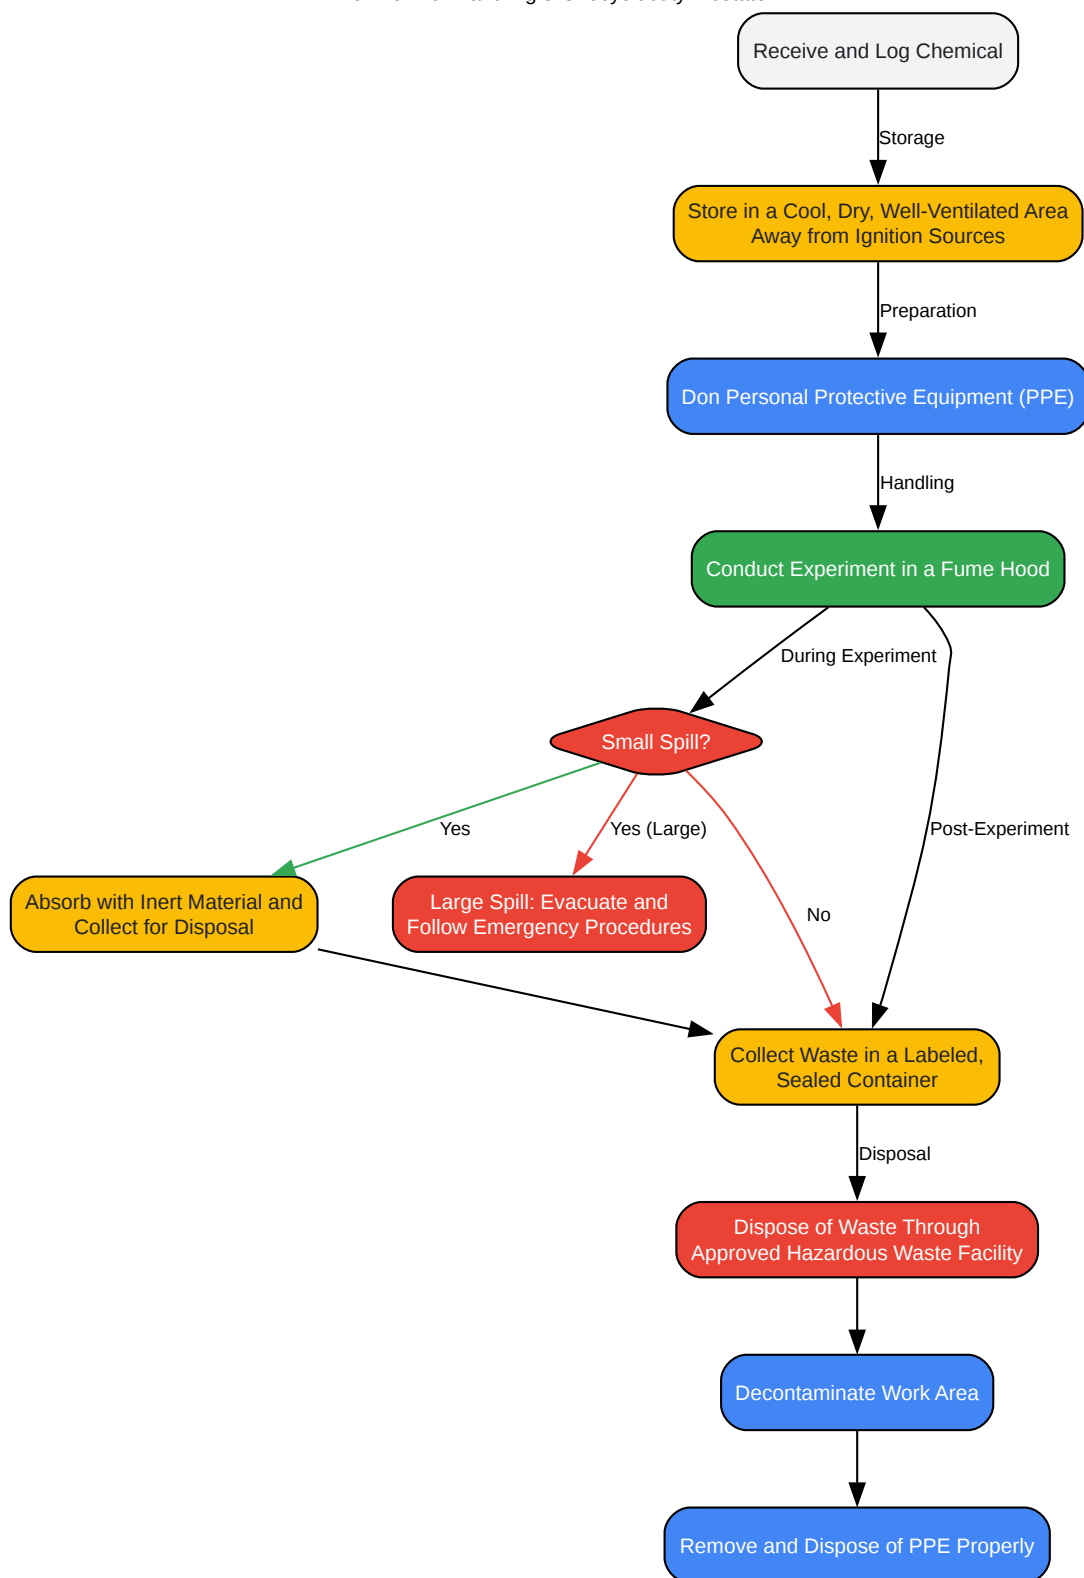 Receive and Log Chemical
Storage
Store in a Cool, Dry, Well-Ventilated Area
Away from Ignition Sources
Preparation
Don Personal Protective Equipment (PPE)
Handling
Conduct Experiment in a Fume Hood
During Experiment
Small Spill?
Yes
Yes (Large)
Post-Experiment
Absorb with Inert Material and
Collect for Disposal
Large Spill: Evacuate and
Follow Emergency Procedures
No
Collect Waste in a Labeled,
Sealed Container
Disposal
Dispose of Waste Through
Approved Hazardous Waste Facility
Decontaminate Work Area
Remove and Dispose of PPE Properly